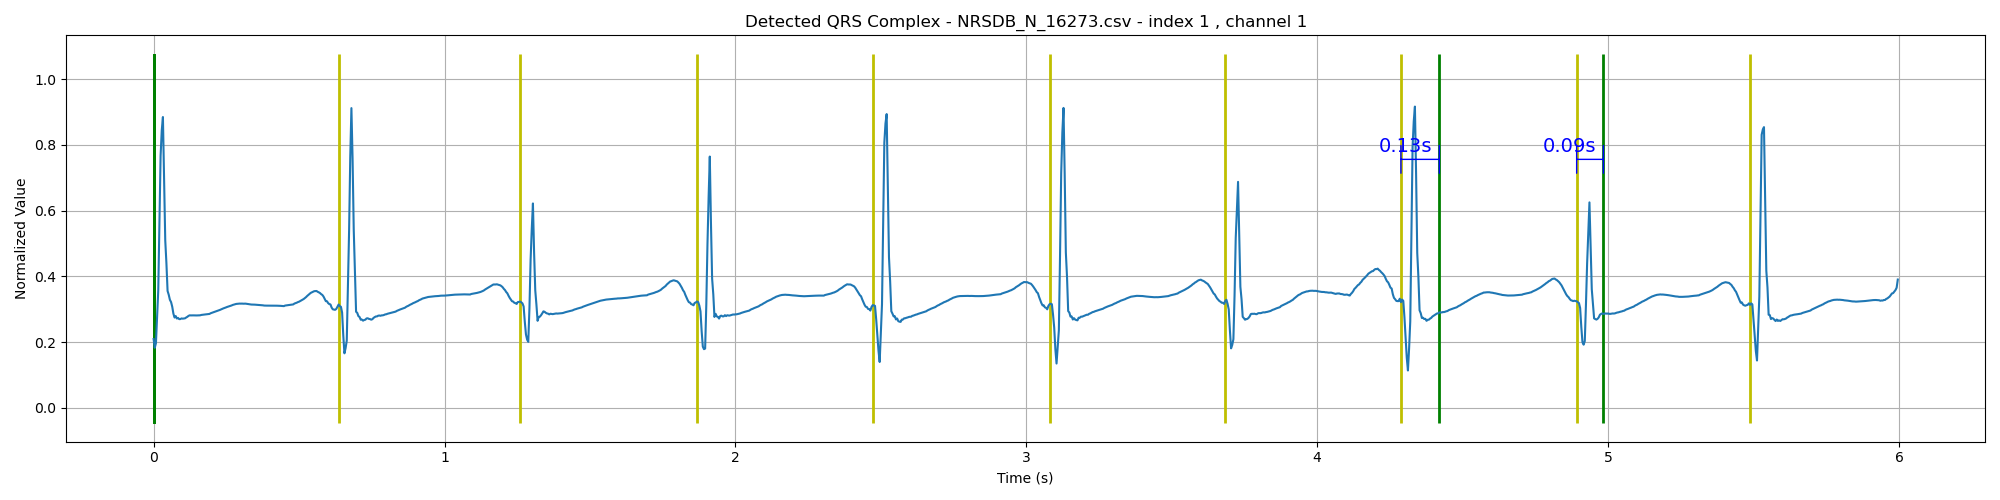 Detected QRS Complex - NRSDB_N_16273.csv - index 1 , channel 1
Normalized Value
1.0
0.8
0.6
0.4
0.2
0.0
0.13s
0.09s
0 1 2 3 4 5 6
Time (s)